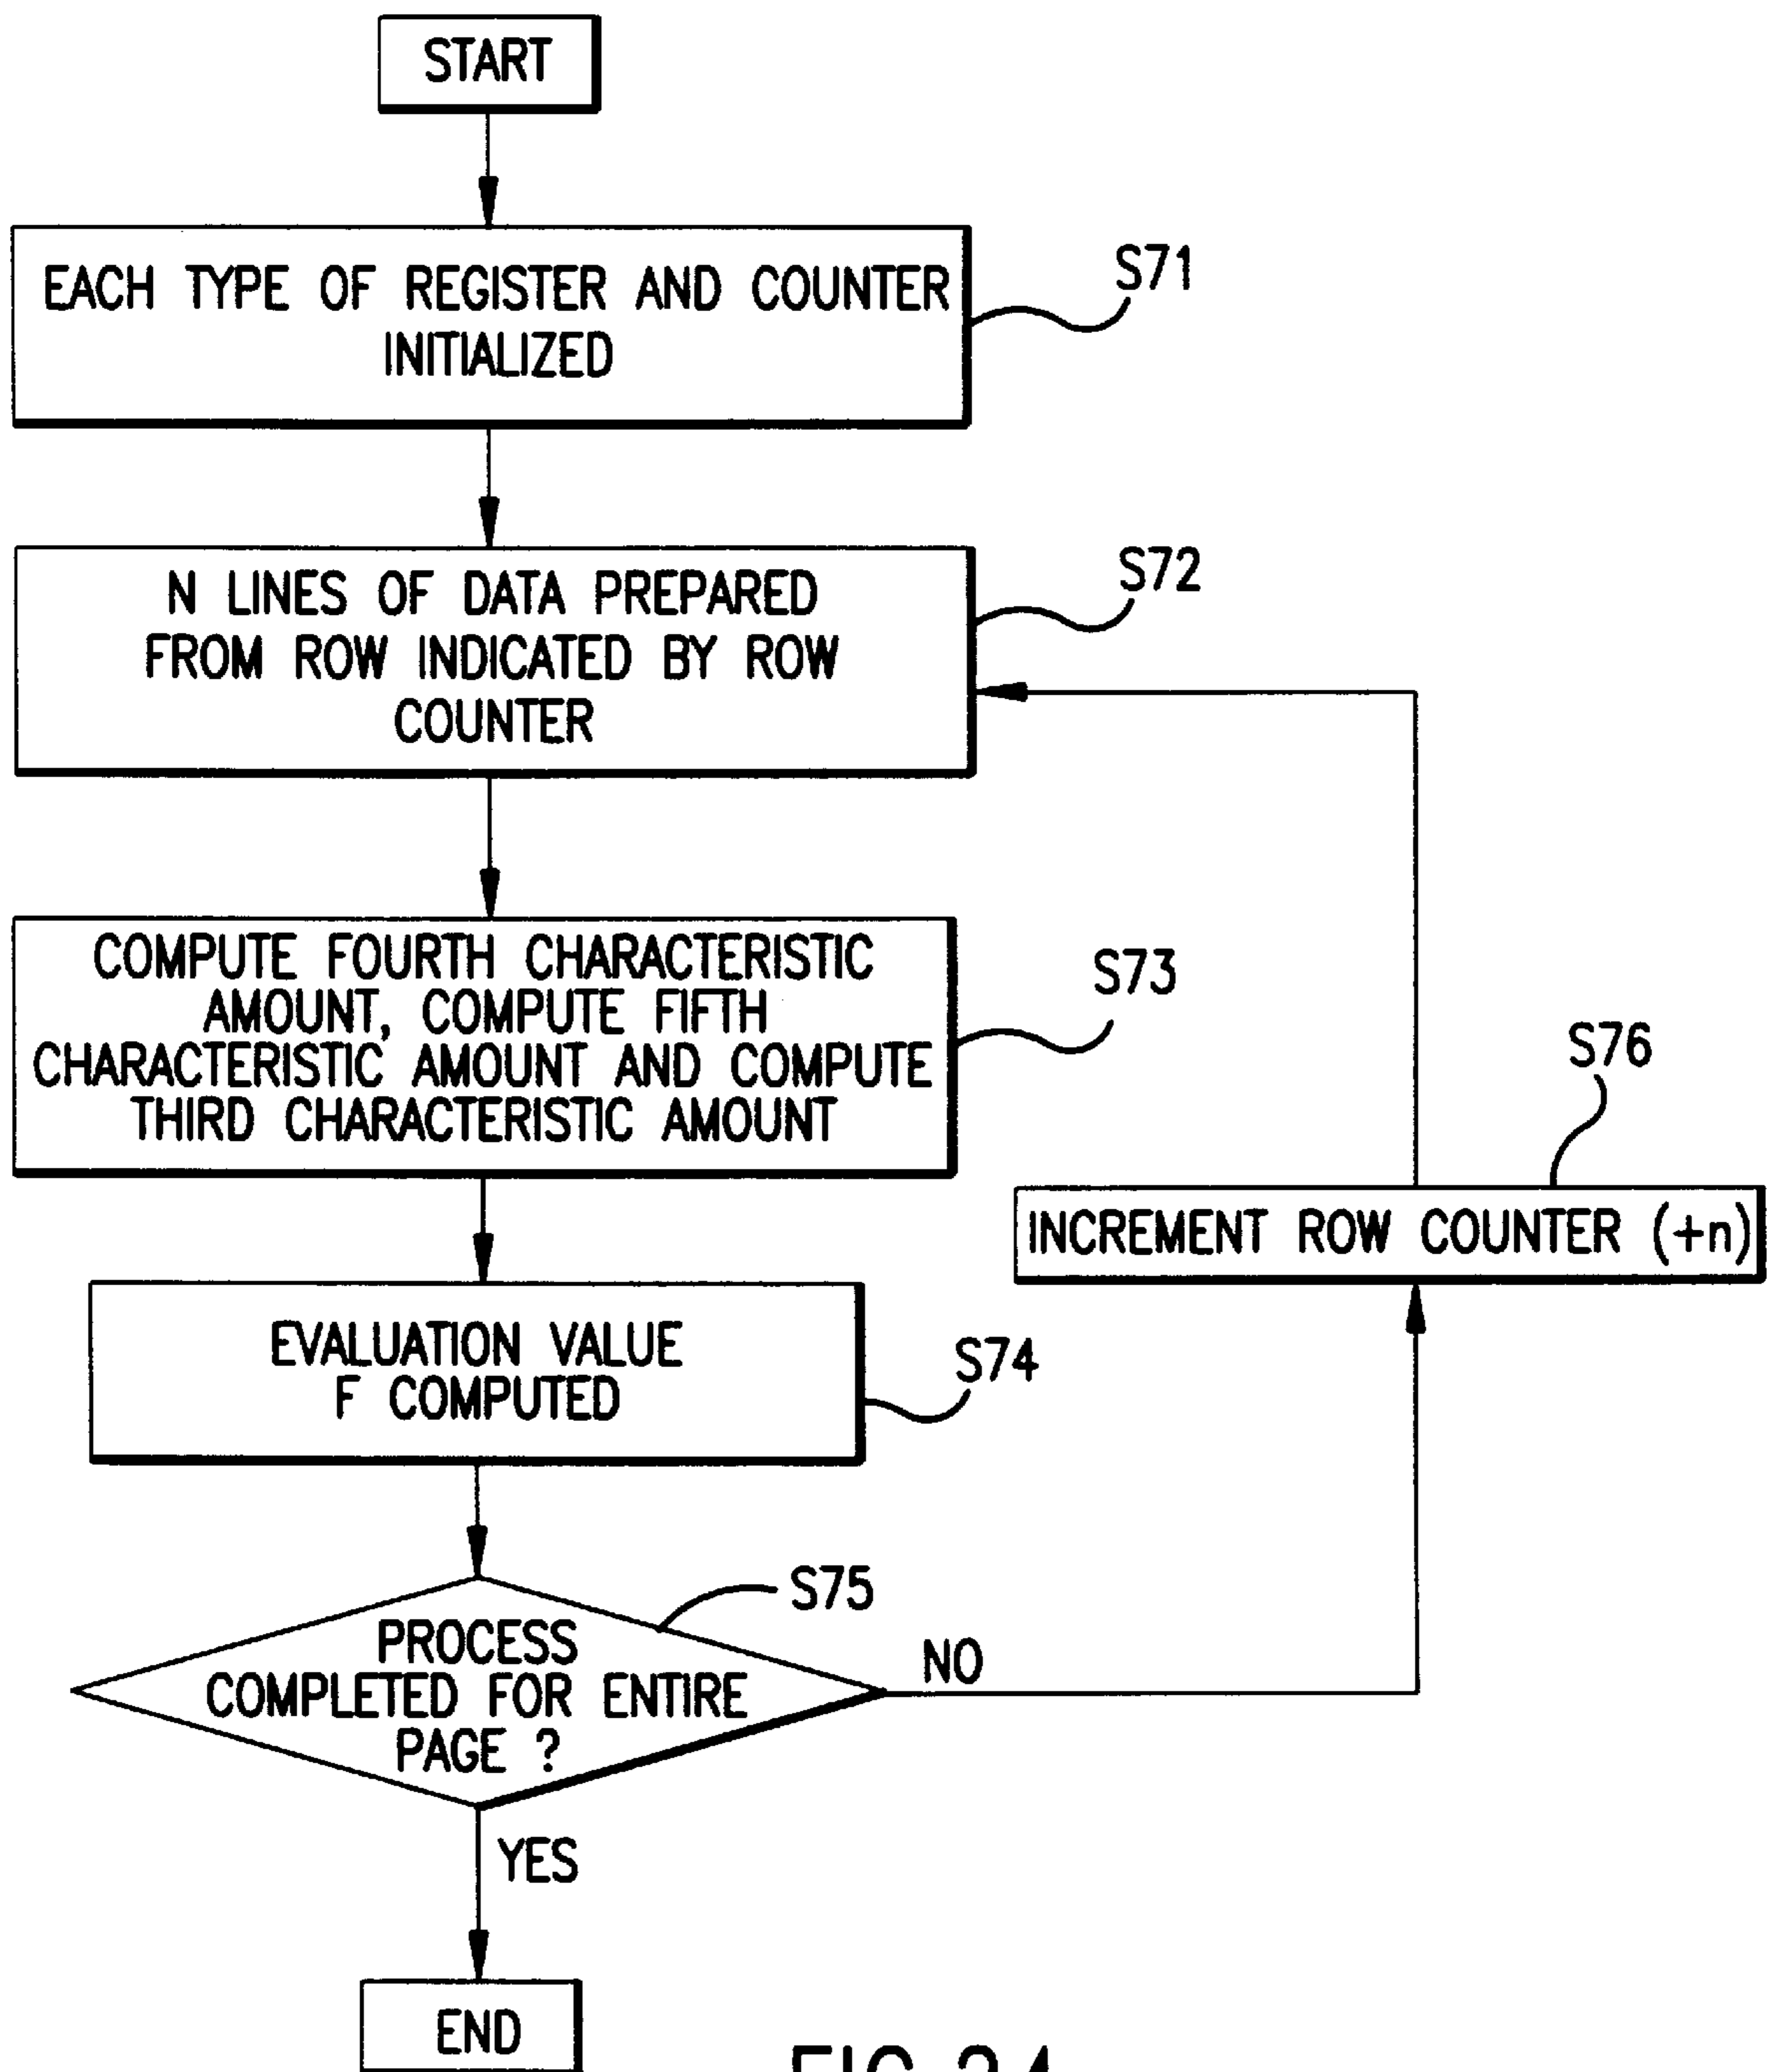 START
EACH TYPE OF REGISTER AND COUNTER
INITIALIZED
S71
N LINES OF DATA PREPARED
FROM ROW INDICATED BY ROW
COUNTER
S72
COMPUTE FOURTH CHARACTERISTIC
AMOUNT, COMPUTE FIFTH
CHARACTERISTIC AMOUNT AND COMPUTE
THIRD CHARACTERISTIC AMOUNT
S73
S76
INCREMENT ROW COUNTER (+n)
EVALUATION VALUE
F COMPUTED
S74
S75
PROCESS
COMPLETED FOR ENTIRE
PAGE ?
NO
YES
END